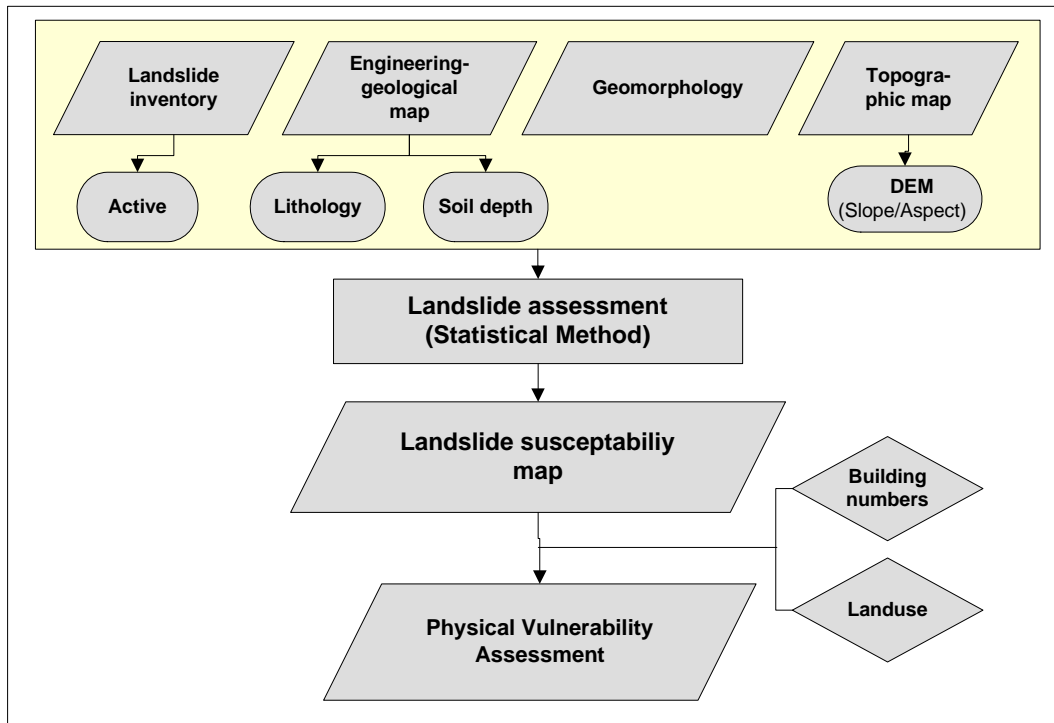 Landslide
inventory
Engineering-
geological
map
Geomorphology
Topogra-
phic map
Active
Lithology
Soil depth
DEM
(Slope/Aspect)
Landslide assessment
(Statistical Method)
Landslide susceptabiliy
map
Building
numbers
Landuse
Physical Vulnerability
Assessment